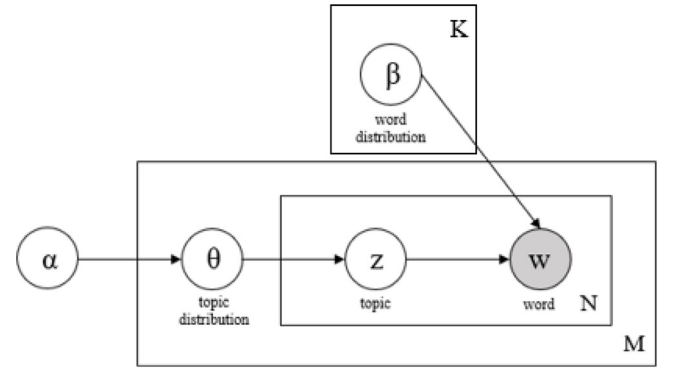 K
β
word
distribution
α
θ
z
w
topic
distribution
topic
word
N
M